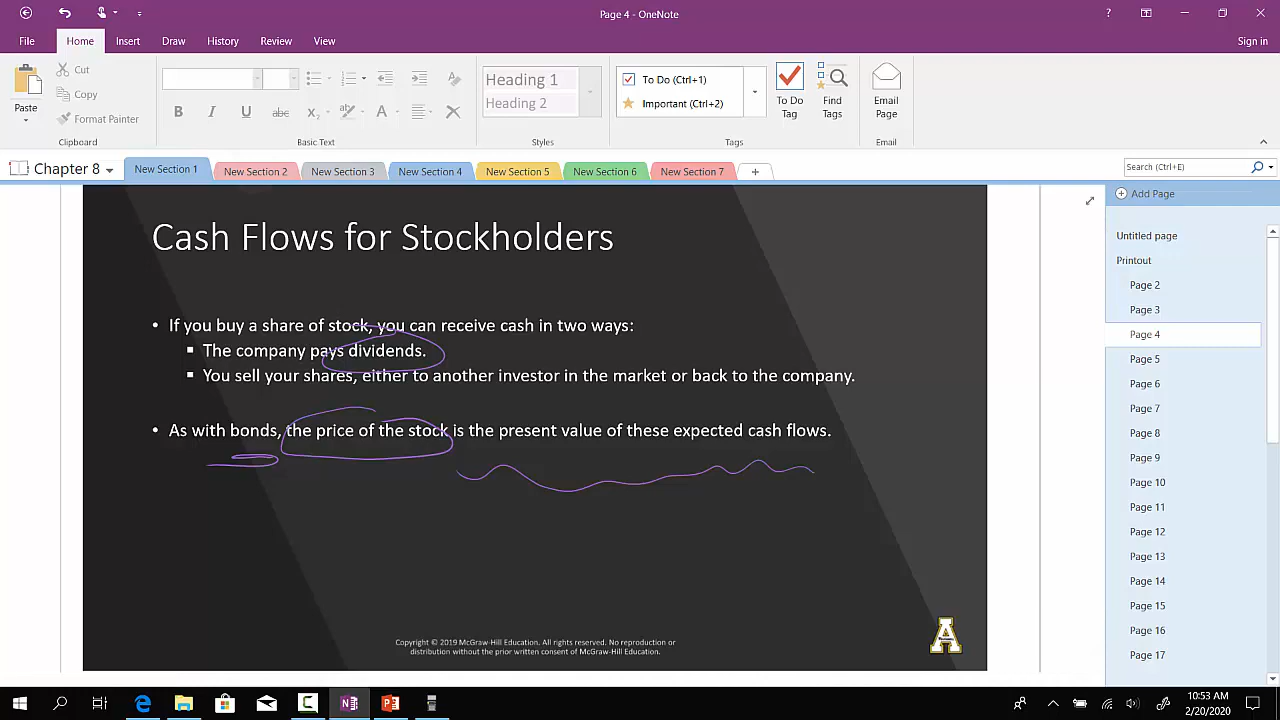 Page 4 - OneNote
?
File
Home
Insert
Draw
History
Review
View
Sign in
Paste
Cut
Copy
Format Painter
Clipboard
B I U abc X₂ A
Basic Text
Heading 1
Heading 2
Styles
To Do (Ctrl+1)
Important (Ctrl+2)
To Do Tag
Find Tags
Tags
Email Page
Email
Chapter 8
New Section 1
New Section 2
New Section 3
New Section 4
New Section 5
New Section 6
New Section 7
+
Search (Ctrl+E)
Cash Flows for Stockholders
• If you buy a share of stock, you can receive cash in two ways:
▪ The company pays dividends.
▪ You sell your shares, either to another investor in the market or back to the company.
• As with bonds, the price of the stock is the present value of these expected cash flows.
Copyright © 2019 McGraw-Hill Education. All rights reserved. No reproduction or
distribution without the prior written consent of McGraw-Hill Education.
A
Add Page
Untitled page
Printout
Page 2
Page 3
Page 4
Page 5
Page 6
Page 7
Page 8
Page 9
Page 10
Page 11
Page 12
Page 13
Page 14
Page 15
Page 16
Page 17
10:53 AM
2/20/2020